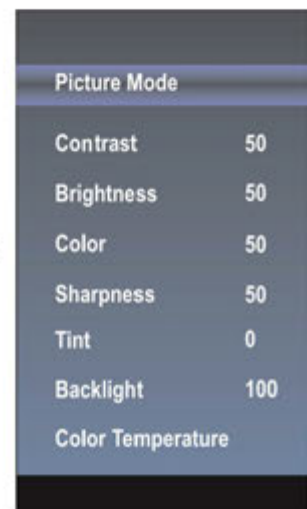 Picture Mode
Contrast 50
Brightness 50
Color 50
Sharpness 50
Tint 0
Backlight 100
Color Temperature